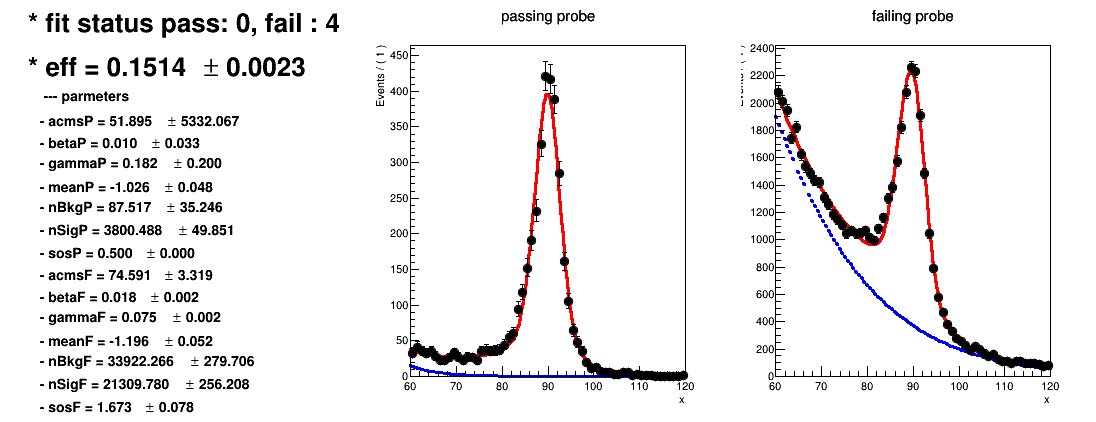 * fit status pass: 0, fail : 4
* eff = 0.1514 ± 0.0023
--- parmeters
- acmsP = 51.895 ± 5332.067
- betaP = 0.010 ± 0.033
- gammaP = 0.182 ± 0.200
- meanP = -1.026 ± 0.048
- nBkgP = 87.517 ± 35.246
- nSigP = 3800.488 ± 49.851
- sosP = 0.500 ± 0.000
- acmsF = 74.591 ± 3.319
- betaF = 0.018 ± 0.002
- gammaF = 0.075 ± 0.002
- meanF = -1.196 ± 0.052
- nBkgF = 33922.266 ± 279.706
- nSigF = 21309.780 ± 256.208
- sosF = 1.673 ± 0.078
passing probe
Events / ( 1 )
450
400
350
300
250
200
150
100
50
0
60 70 80 90 100 110 120
x
failing probe
Events / ( 1 )
2400
2200
2000
1800
1600
1400
1200
1000
800
600
400
200
0
60 70 80 90 100 110 120
x